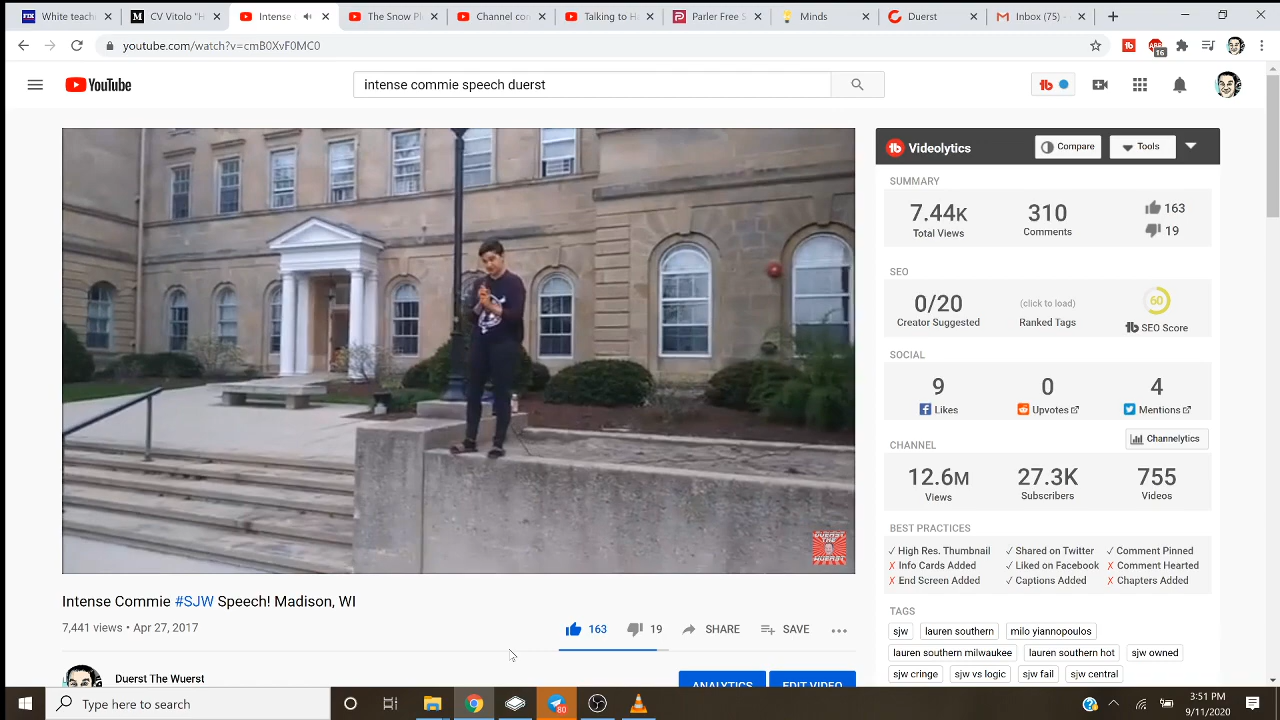 White teach
CV Vitolo "H
Intense
The Snow Pl
Channel con
Talking to H
Parler Free S
Minds
Duerst
Inbox (75) -
youtube.com/watch?v=cmB0XvF0MC0
16
YouTube
intense commie speech duerst
Videolytics
Compare
Tools
SUMMARY
7.44K
310
163
Total Views
Comments
19
SEO
0/20
(click to load)
60
Creator Suggested
Ranked Tags
SEO Score
SOCIAL
9
0
4
Likes
Upvotes
Mentions
CHANNEL
Channelytics
12.6M
27.3K
755
Views
Subscribers
Videos
BEST PRACTICES
✓ High Res. Thumbnail
✓ Shared on Twitter
✓ Comment Pinned
✗ Info Cards Added
✓ Liked on Facebook
✗ Comment Hearted
✗ End Screen Added
✓ Captions Added
✗ Chapters Added
TAGS
sjw
lauren southern
milo yiannopoulos
lauren southern milwaukee
lauren southern hot
sjw owned
sjw cringe
sjw vs logic
sjw fail
sjw central
DUERST
THE
WUERST
Intense Commie #SJW Speech! Madison, WI
7,441 views • Apr 27, 2017
163
19
SHARE
SAVE
Duerst The Wuerst
ANALYTICS
EDIT VIDEO
Type here to search
60
3:51 PM
9/11/2020